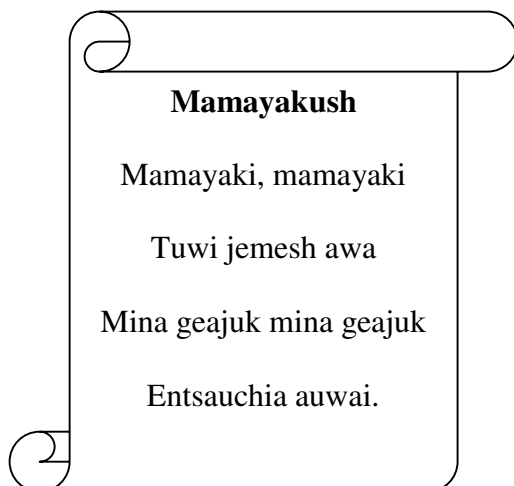 Mamayakush
Mamayaki, mamayaki
Tuwi jemesh awa
Mina geajuk mina geajuk
Entsauchia auwai.